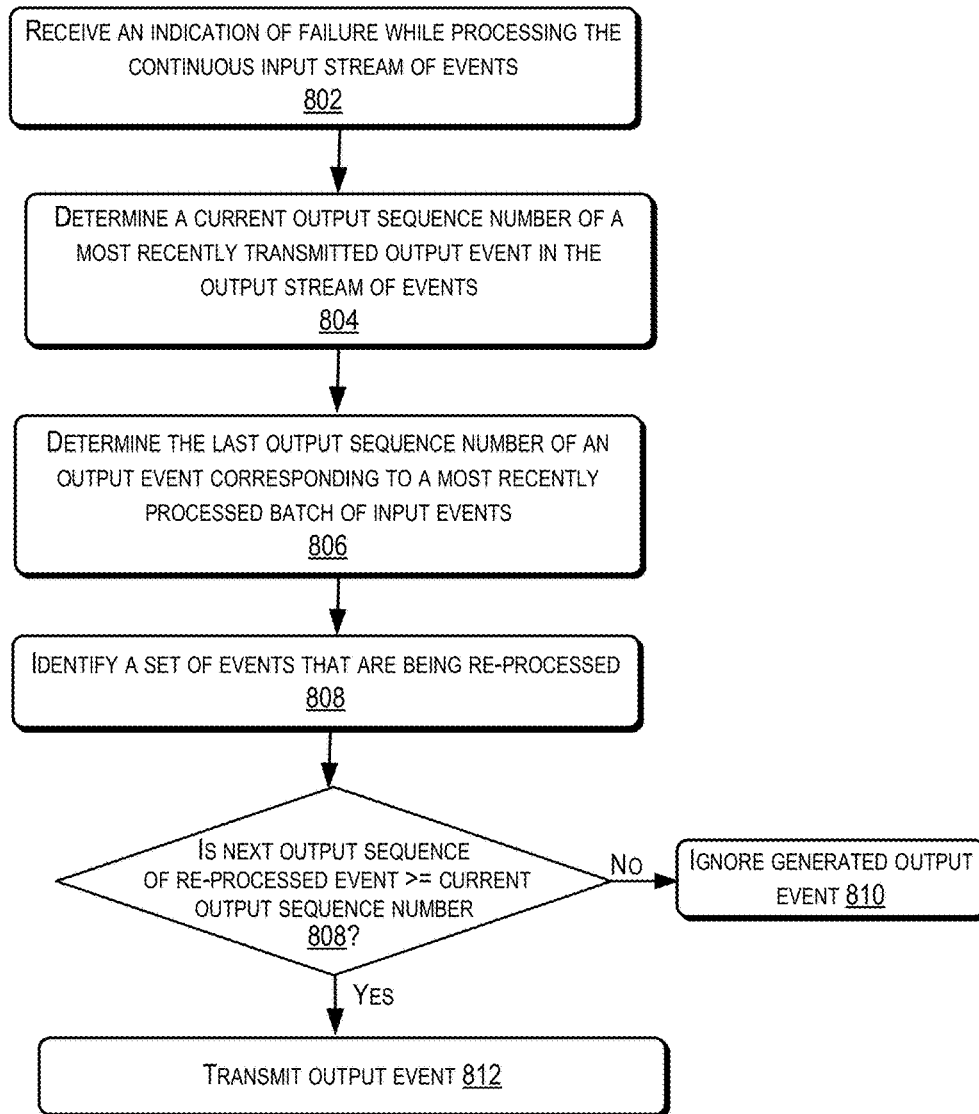 RECEIVE AN INDICATION OF FAILURE WHILE PROCESSING THE
CONTINUOUS INPUT STREAM OF EVENTS
802
DETERMINE A CURRENT OUTPUT SEQUENCE NUMBER OF A
MOST RECENTLY TRANSMITTED OUTPUT EVENT IN THE
OUTPUT STREAM OF EVENTS
804
DETERMINE THE LAST OUTPUT SEQUENCE NUMBER OF AN
OUTPUT EVENT CORRESPONDING TO A MOST RECENTLY
PROCESSED BATCH OF INPUT EVENTS
806
IDENTIFY A SET OF EVENTS THAT ARE BEING RE-PROCESSED
808
IS NEXT OUTPUT SEQUENCE
OF RE-PROCESSED EVENT >= CURRENT
OUTPUT SEQUENCE NUMBER
808?
NO
IGNORE GENERATED OUTPUT
EVENT 810
YES
TRANSMIT OUTPUT EVENT 812